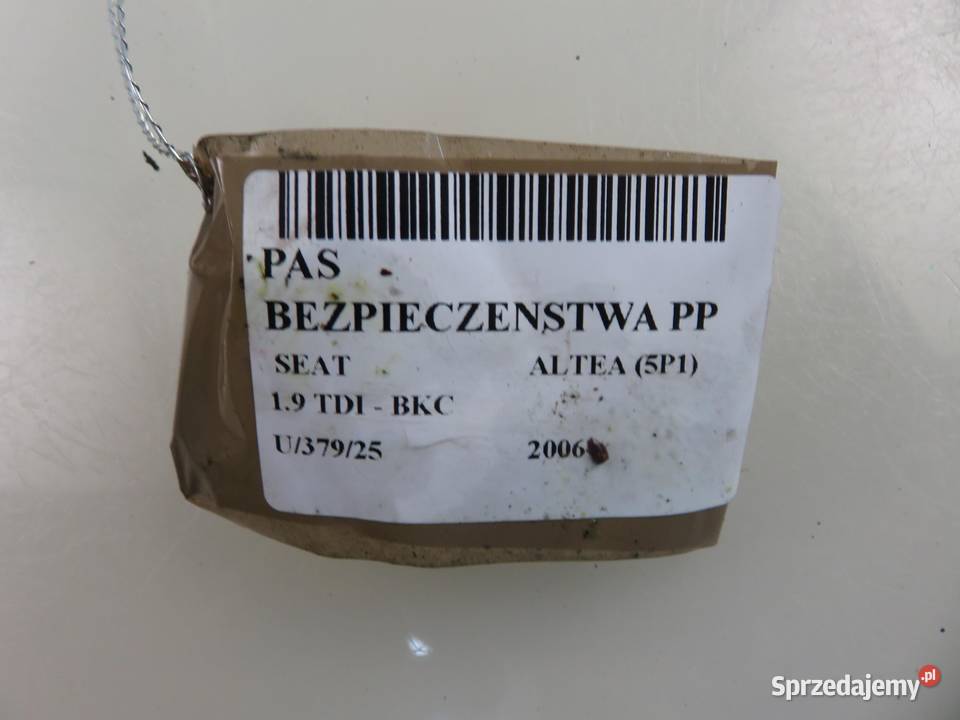 PAS
BEZPIECZENSTWA PP
SEAT ALTEA (5P1)
1.9 TDI - BKC
U/379/25 2006
Sprzedajemy.pl